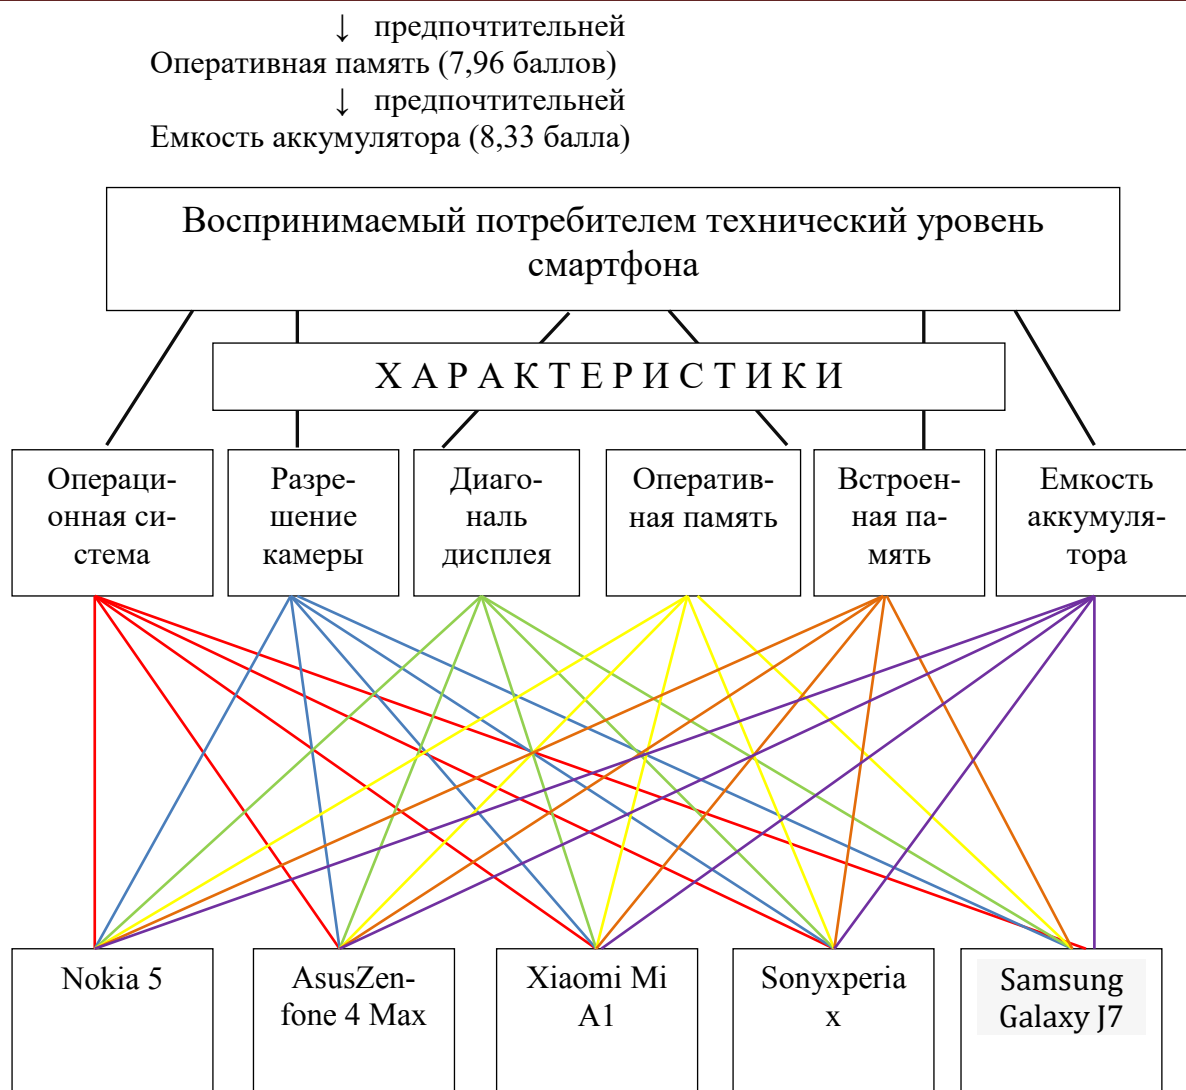 ↓ предпочтительней
Оперативная память (7,96 баллов)
↓ предпочтительней
Емкость аккумулятора (8,33 балла)
Воспринимаемый потребителем технический уровень
смартфона
Х А Р А К Т Е Р И С Т И К И
Операци-
онная си-
стема
Разре-
шение
камеры
Диаго-
наль
дисплея
Оператив-
ная память
Встроен-
ная па-
мять
Емкость
аккумуля-
тора
Nokia 5
AsusZen-
fone 4 Max
Xiaomi Mi
A1
Sonyxperia
x
Samsung
Galaxy J7